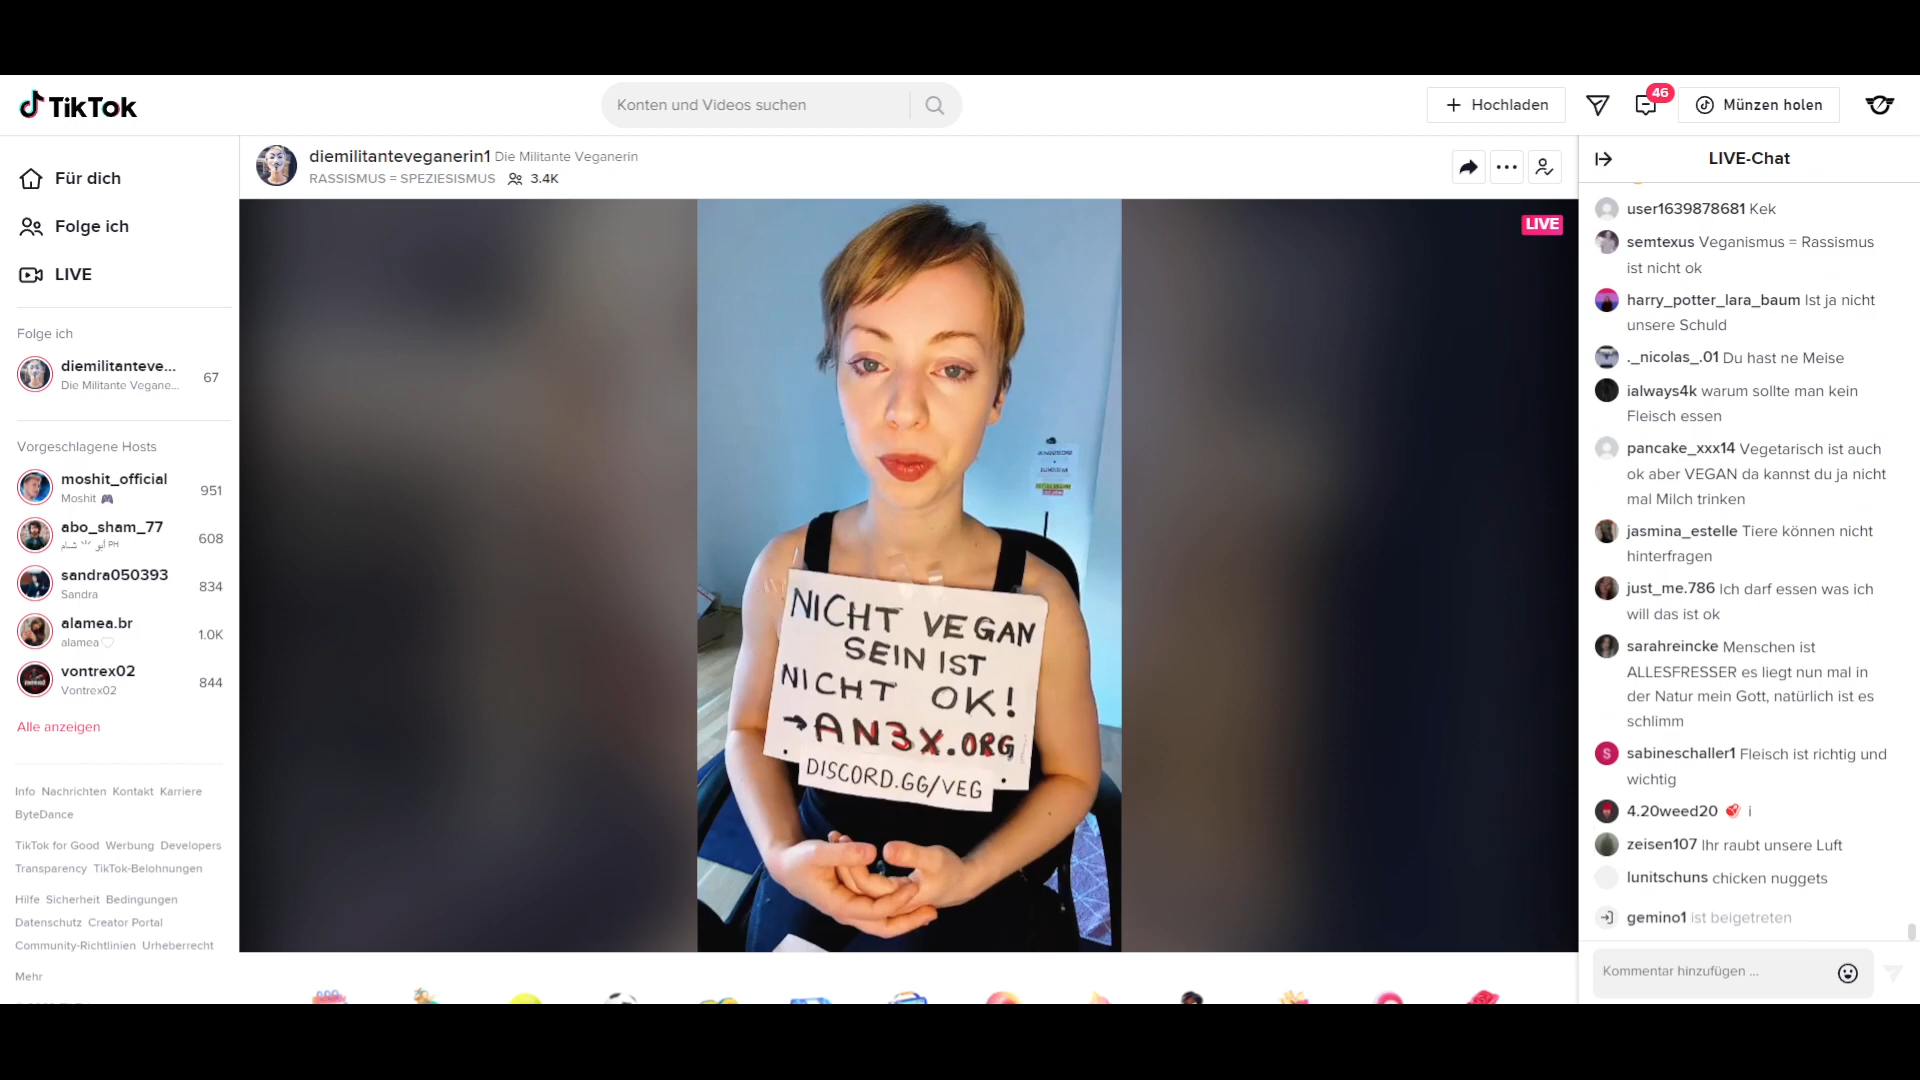 TikTok
Konten und Videos suchen
Hochladen
46
Münzen holen
Für dich
Folge ich
LIVE
Folge ich
diemilitanteve...
Die Militante Vegane...
67
Vorgeschlagene Hosts
moshit_official
Moshit
951
abo_sham_77
608
sandra050393
Sandra
834
alamea.br
alamea
1.0K
vontrex02
Vontrex02
844
Alle anzeigen
Info Nachrichten Kontakt Karriere
ByteDance
TikTok for Good Werbung Developers
Transparency TikTok-Belohnungen
Hilfe Sicherheit Bedingungen
Datenschutz Creator Portal
Community-Richtlinien Urheberrecht
Mehr
diemilitanteveganerin1 Die Militante Veganerin
RASSISMUS = SPEZIESISMUS 3.4K
LIVE
NICHT VEGAN
SEIN IST
NICHT OK!
→AN3X.ORG
DISCORD.GG/VEG
LIVE-Chat
user1639878681 Kek
semtexus Veganismus = Rassismus
ist nicht ok
harry_potter_lara_baum Ist ja nicht
unsere Schuld
._nicolas_.01 Du hast ne Meise
ialways4k warum sollte man kein
Fleisch essen
pancake_xxx14 Vegetarisch ist auch
ok aber VEGAN da kannst du ja nicht
mal Milch trinken
jasmina_estelle Tiere können nicht
hinterfragen
just_me.786 Ich darf essen was ich
will das ist ok
sarahreincke Menschen ist
ALLESFRESSER es liegt nun mal in
der Natur mein Gott, natürlich ist es
schlimm
S
sabineschaller1 Fleisch ist richtig und
wichtig
4.20weed20 i
zeisen107 Ihr raubt unsere Luft
lunitschuns chicken nuggets
gemino1 ist beigetreten
Kommentar hinzufügen ...